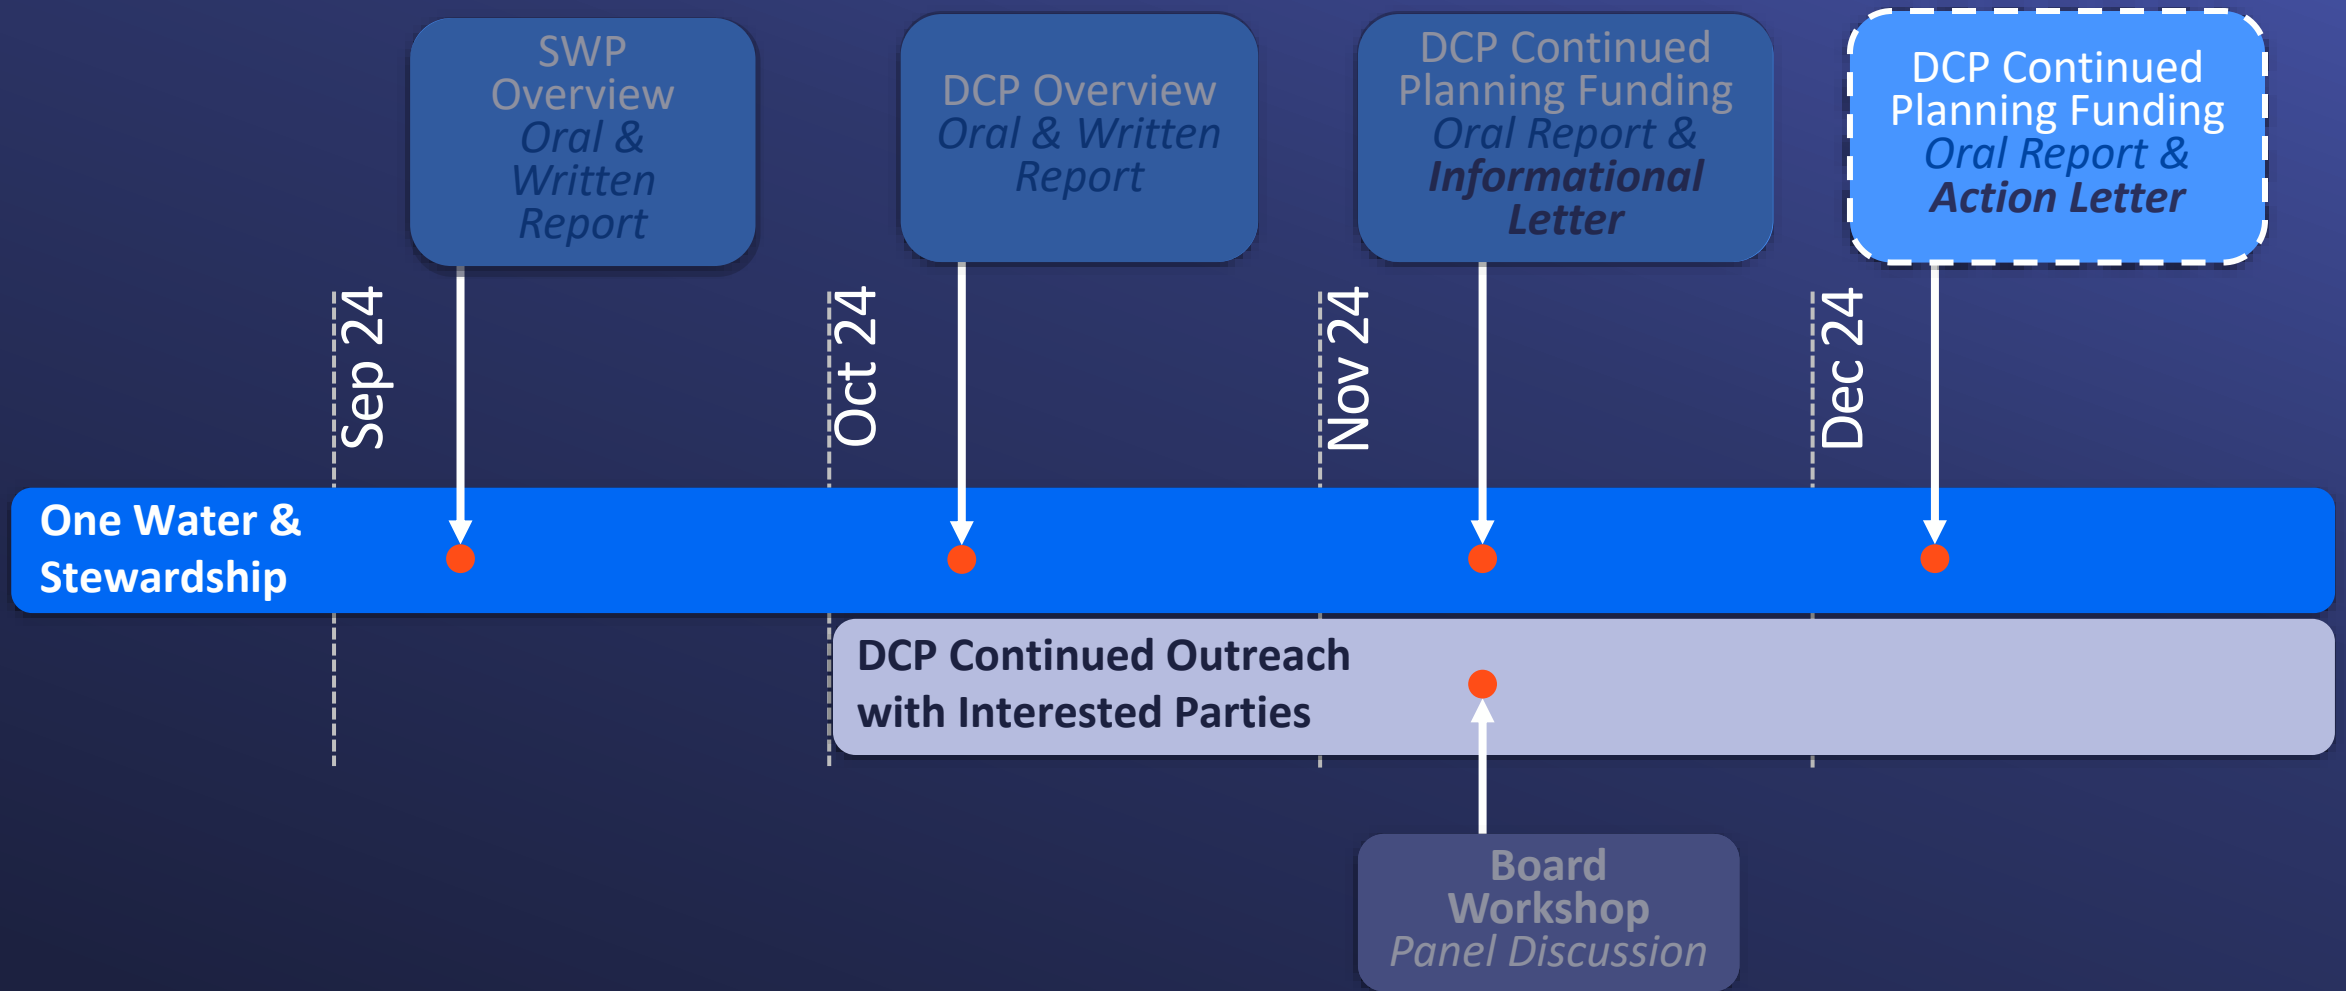 SWP
Overview
Oral &
Written
Report
DCP Overview
Oral & Written
Report
DCP Continued
Planning Funding
Oral Report &
Informational
Letter
DCP Continued
Planning Funding
Oral Report &
Action Letter
Sep 24
Oct 24
Nov 24
Dec 24
One Water &
Stewardship
DCP Continued Outreach
with Interested Parties
Board
Workshop
Panel Discussion